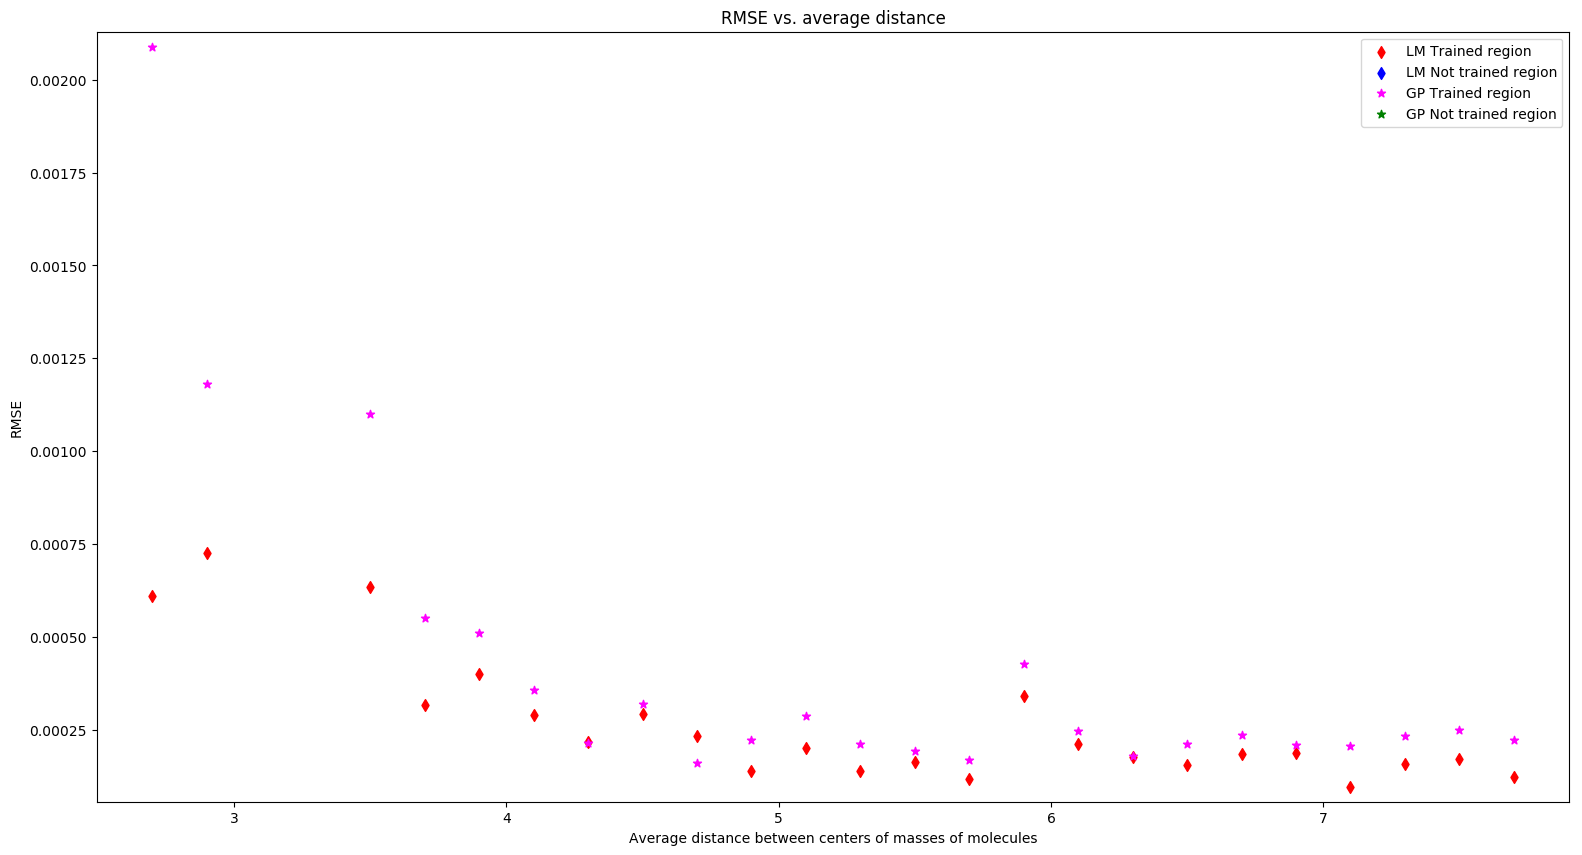 RMSE vs. average distance
LM Trained region
LM Not trained region
GP Trained region
GP Not trained region
0.00200
0.00175
0.00150
0.00125
0.00100
0.00075
0.00050
0.00025
RMSE
3 4 5 6 7
Average distance between centers of masses of molecules